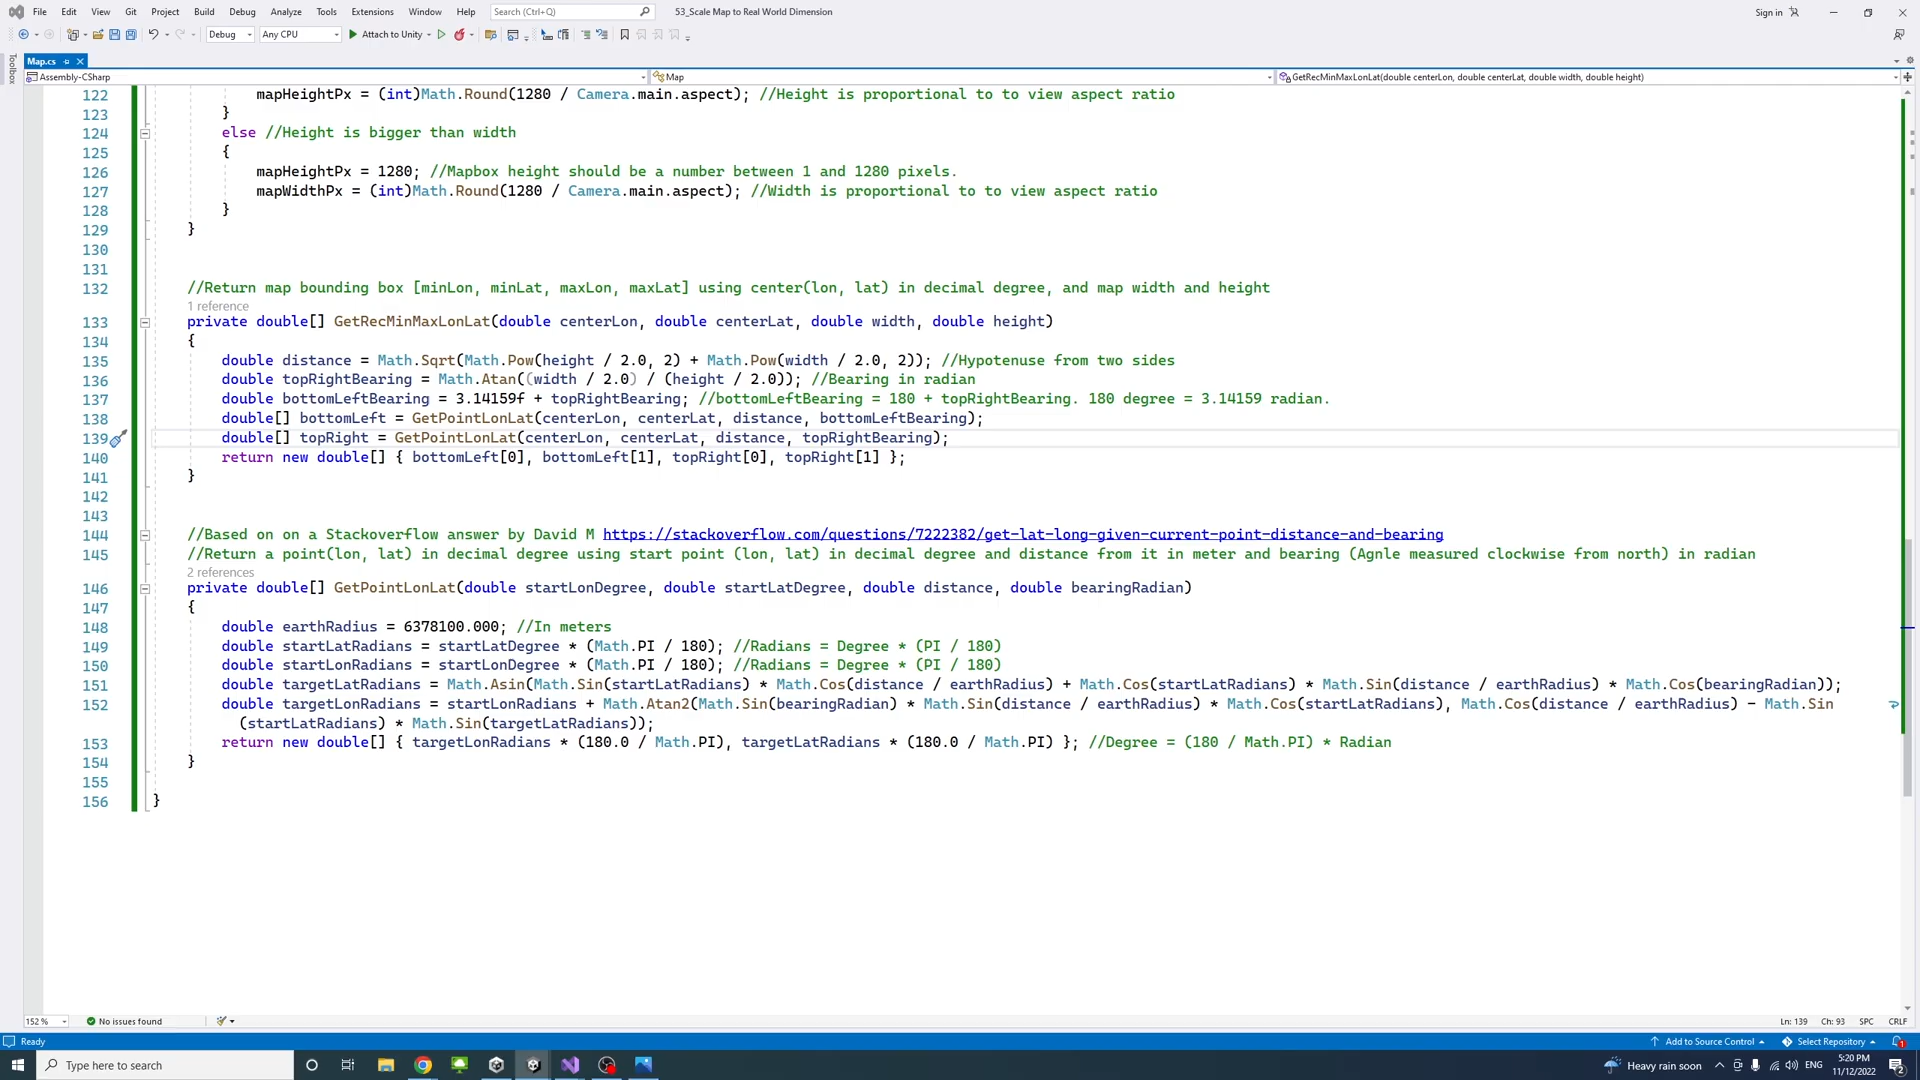 File Edit View Git Project Build Debug Analyze Tools Extensions Window Help Search (Ctrl+Q) 53_Scale Map to Real World Dimension Sign in
Debug Any CPU Attach to Unity
Toolbox
Map.cs
Assembly-CSharp Map GetRecMinMaxLonLat(double centerLon, double centerLat, double width, double height)
122 mapHeightPx = (int)Math.Round(1280 / Camera.main.aspect); //Height is proportional to to view aspect ratio
123 }
124 else //Height is bigger than width
125 {
126 mapHeightPx = 1280; //Mapbox height should be a number between 1 and 1280 pixels.
127 mapWidthPx = (int)Math.Round(1280 / Camera.main.aspect); //Width is proportional to to view aspect ratio
128 }
129 }
130
131
132 //Return map bounding box [minLon, minLat, maxLon, maxLat] using center(lon, lat) in decimal degree, and map width and height
1 reference
133 private double[] GetRecMinMaxLonLat(double centerLon, double centerLat, double width, double height)
134 {
135 double distance = Math.Sqrt(Math.Pow(height / 2.0, 2) + Math.Pow(width / 2.0, 2)); //Hypotenuse from two sides
136 double topRightBearing = Math.Atan((width / 2.0) / (height / 2.0)); //Bearing in radian
137 double bottomLeftBearing = 3.14159f + topRightBearing; //bottomLeftBearing = 180 + topRightBearing. 180 degree = 3.14159 radian.
138 double[] bottomLeft = GetPointLonLat(centerLon, centerLat, distance, bottomLeftBearing);
139 double[] topRight = GetPointLonLat(centerLon, centerLat, distance, topRightBearing);
140 return new double[] { bottomLeft[0], bottomLeft[1], topRight[0], topRight[1] };
141 }
142
143
144 //Based on on a Stackoverflow answer by David M https://stackoverflow.com/questions/7222382/get-lat-long-given-current-point-distance-and-bearing
145 //Return a point(lon, lat) in decimal degree using start point (lon, lat) in decimal degree and distance from it in meter and bearing (Agnle measured clockwise from north) in radian
2 references
146 private double[] GetPointLonLat(double startLonDegree, double startLatDegree, double distance, double bearingRadian)
147 {
148 double earthRadius = 6378100.000; //In meters
149 double startLatRadians = startLatDegree * (Math.PI / 180); //Radians = Degree * (PI / 180)
150 double startLonRadians = startLonDegree * (Math.PI / 180); //Radians = Degree * (PI / 180)
151 double targetLatRadians = Math.Asin(Math.Sin(startLatRadians) * Math.Cos(distance / earthRadius) + Math.Cos(startLatRadians) * Math.Sin(distance / earthRadius) * Math.Cos(bearingRadian));
152 double targetLonRadians = startLonRadians + Math.Atan2(Math.Sin(bearingRadian) * Math.Sin(distance / earthRadius) * Math.Cos(startLatRadians), Math.Cos(distance / earthRadius) - Math.Sin
(startLatRadians) * Math.Sin(targetLatRadians));
153 return new double[] { targetLonRadians * (180.0 / Math.PI), targetLatRadians * (180.0 / Math.PI) }; //Degree = (180 / Math.PI) * Radian
154 }
155
156 }
152 % No issues found Ln: 139 Ch: 93 SPC CRLF
Ready Add to Source Control Select Repository 1
Type here to search Heavy rain soon ENG 5:20 PM
11/12/2022 2